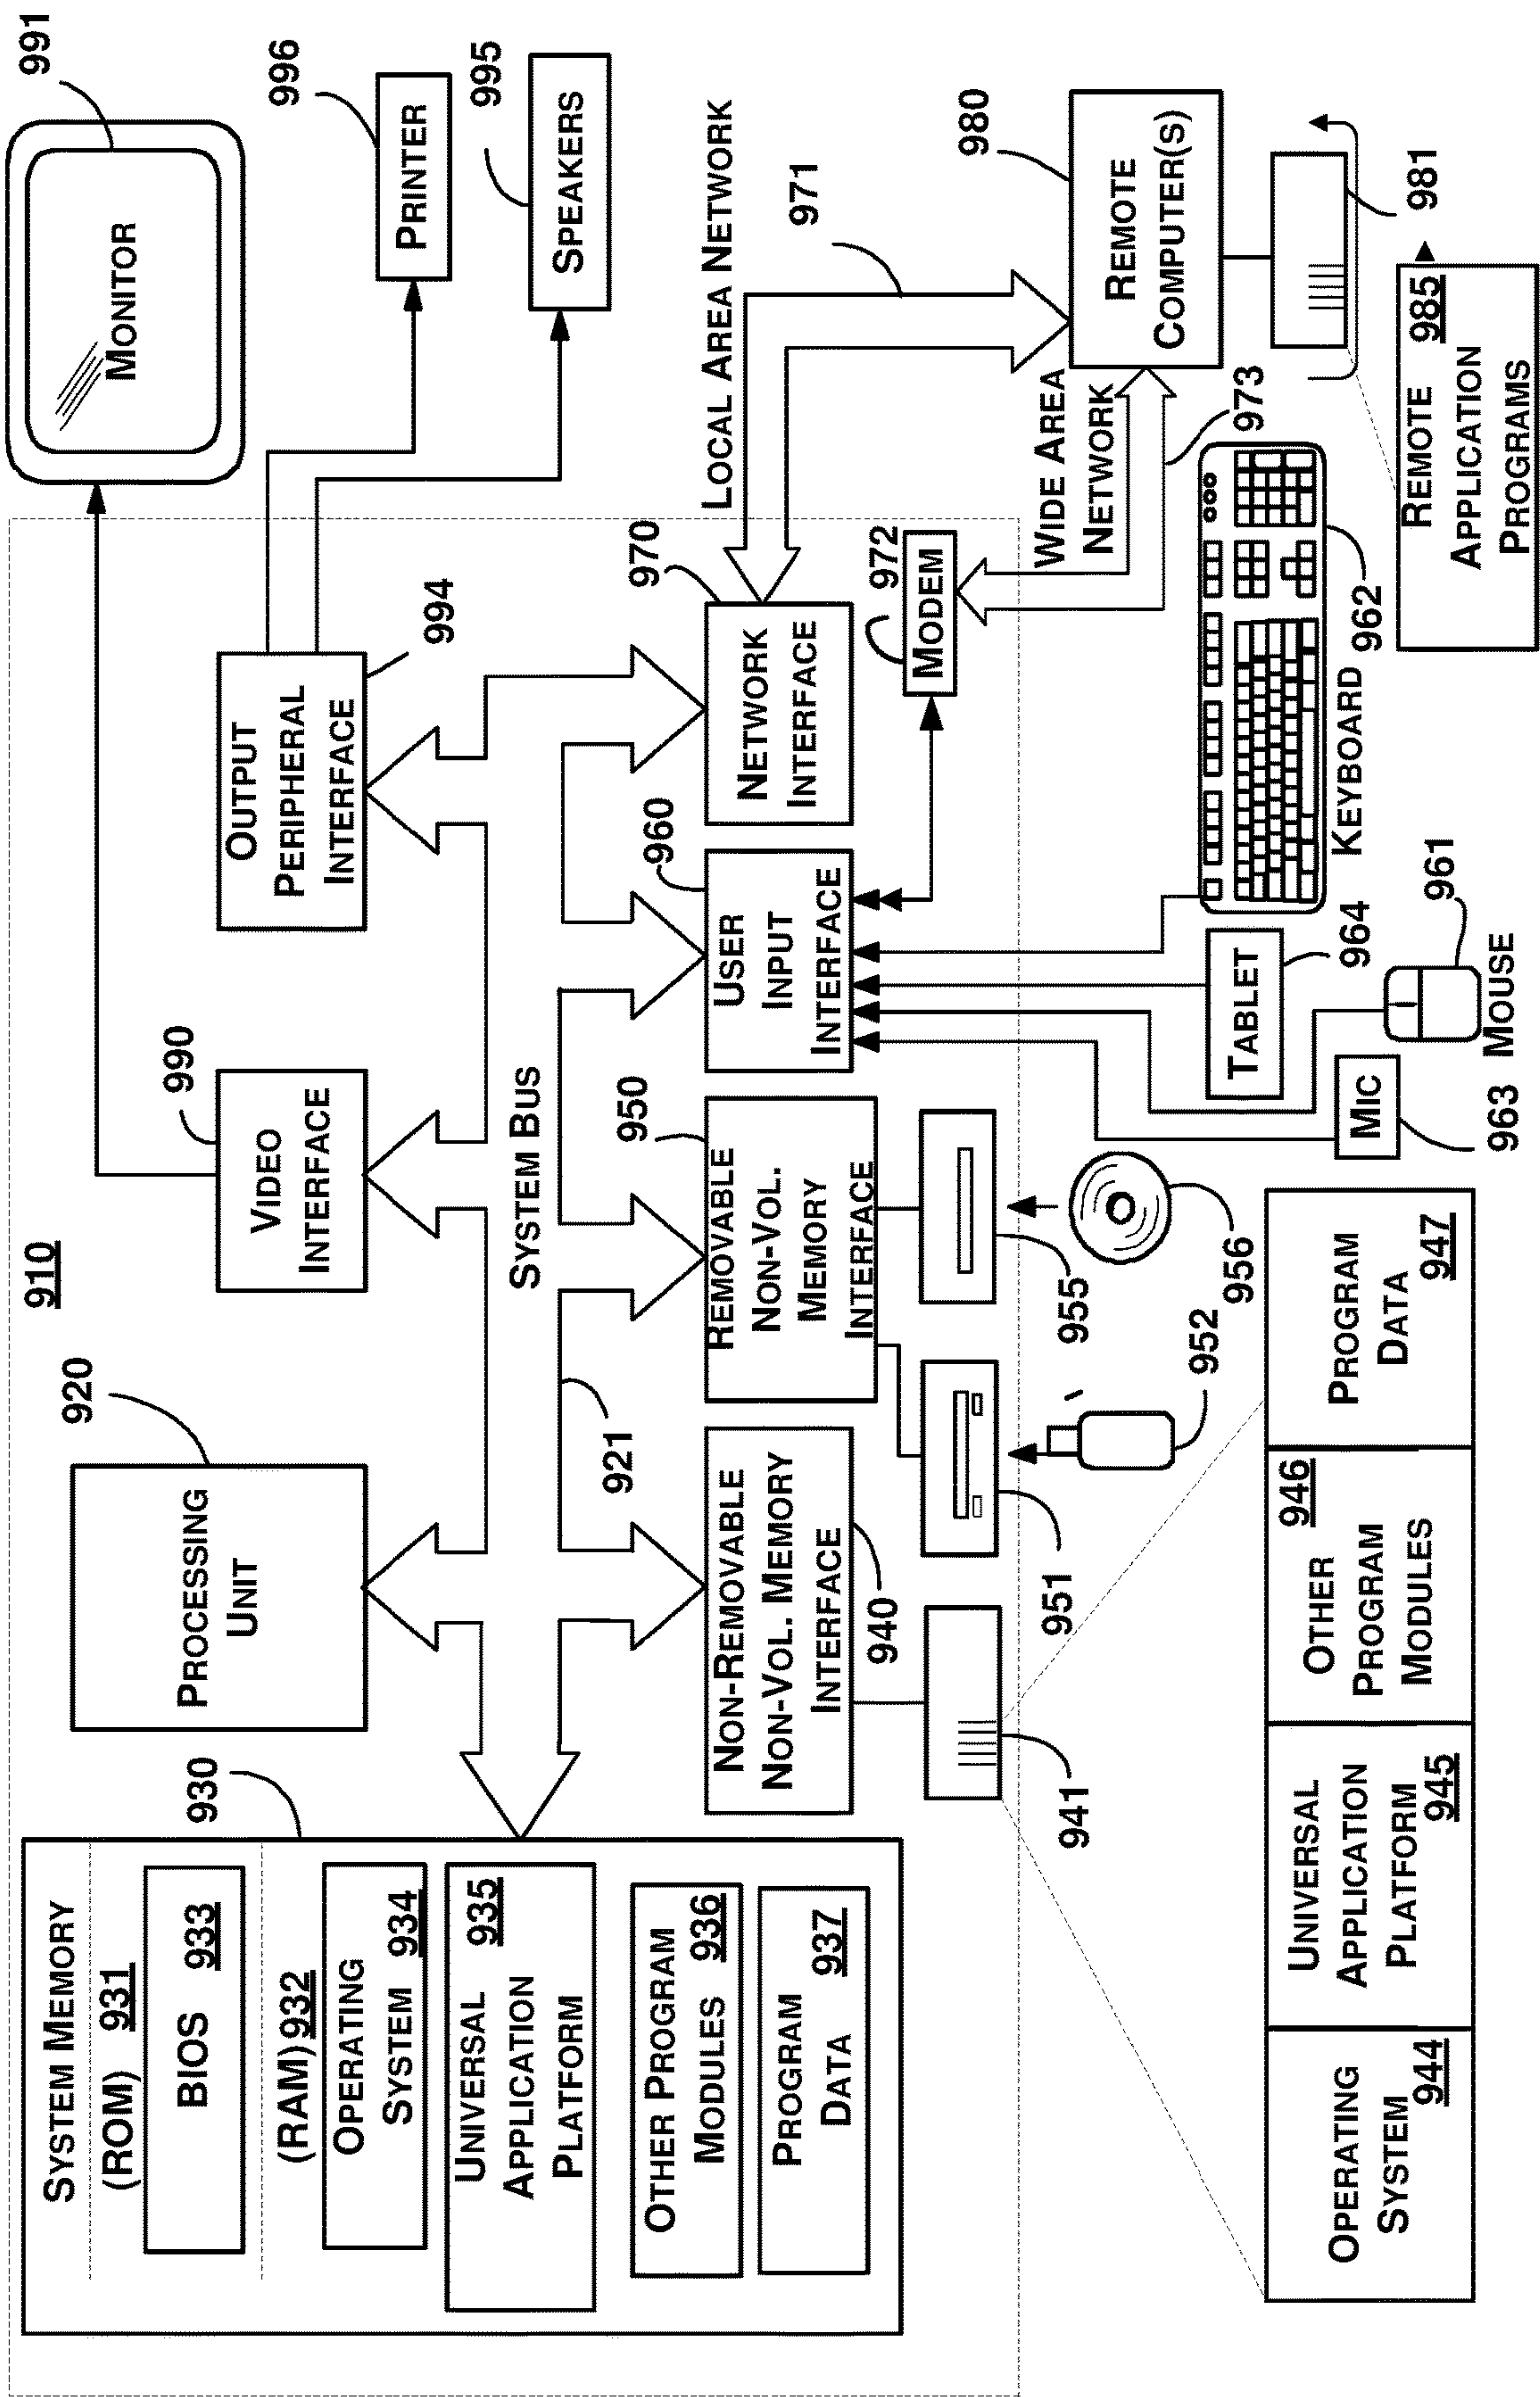 910
SYSTEM MEMORY
(ROM) 931
BIOS 933
(RAM) 932
OPERATING
SYSTEM 934
UNIVERSAL 935
APPLICATION
PLATFORM
OTHER PROGRAM
MODULES 936
PROGRAM
DATA 937
930
PROCESSING
UNIT
920
VIDEO
INTERFACE
990
OUTPUT
PERIPHERAL
INTERFACE
994
MONITOR
991
PRINTER
996
SPEAKERS
995
SYSTEM BUS
921
NON-REMOVABLE
NON-VOL. MEMORY
INTERFACE
940
REMOVABLE
NON-VOL.
MEMORY
INTERFACE
950
USER
INPUT
INTERFACE
960
NETWORK
INTERFACE
970
LOCAL AREA NETWORK
971
MODEM
972
WIDE AREA
NETWORK
973
REMOTE
COMPUTER(S)
980
981
941
951
952
955
956
MIC
963
TABLET
964
MOUSE
961
KEYBOARD
962
OPERATING
SYSTEM
944
UNIVERSAL
APPLICATION
PLATFORM
945
946
OTHER
PROGRAM
MODULES
PROGRAM
DATA
947
REMOTE 985
APPLICATION
PROGRAMS